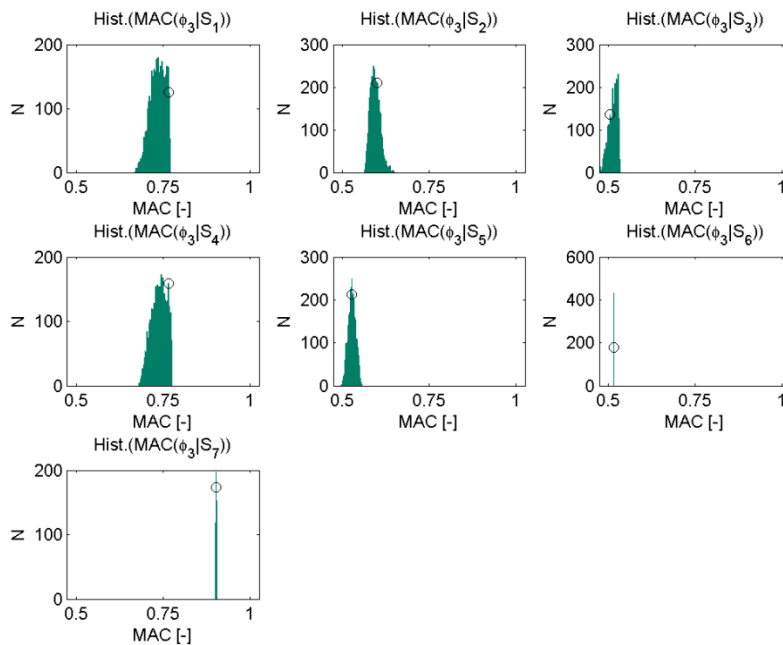 Hist.(MAC(ϕ₃|S₁))
200
100
0
N
0.5 0.75 1
MAC [-]
Hist.(MAC(ϕ₃|S₂))
300
200
100
0
N
0.5 0.75 1
MAC [-]
Hist.(MAC(ϕ₃|S₃))
300
200
100
0
N
0.5 0.75 1
MAC [-]
Hist.(MAC(ϕ₃|S₄))
200
100
0
N
0.5 0.75 1
MAC [-]
Hist.(MAC(ϕ₃|S₅))
300
200
100
0
N
0.5 0.75 1
MAC [-]
Hist.(MAC(ϕ₃|S₆))
600
400
200
0
N
0.5 0.75 1
MAC [-]
Hist.(MAC(ϕ₃|S₇))
200
100
0
N
0.5 0.75 1
MAC [-]